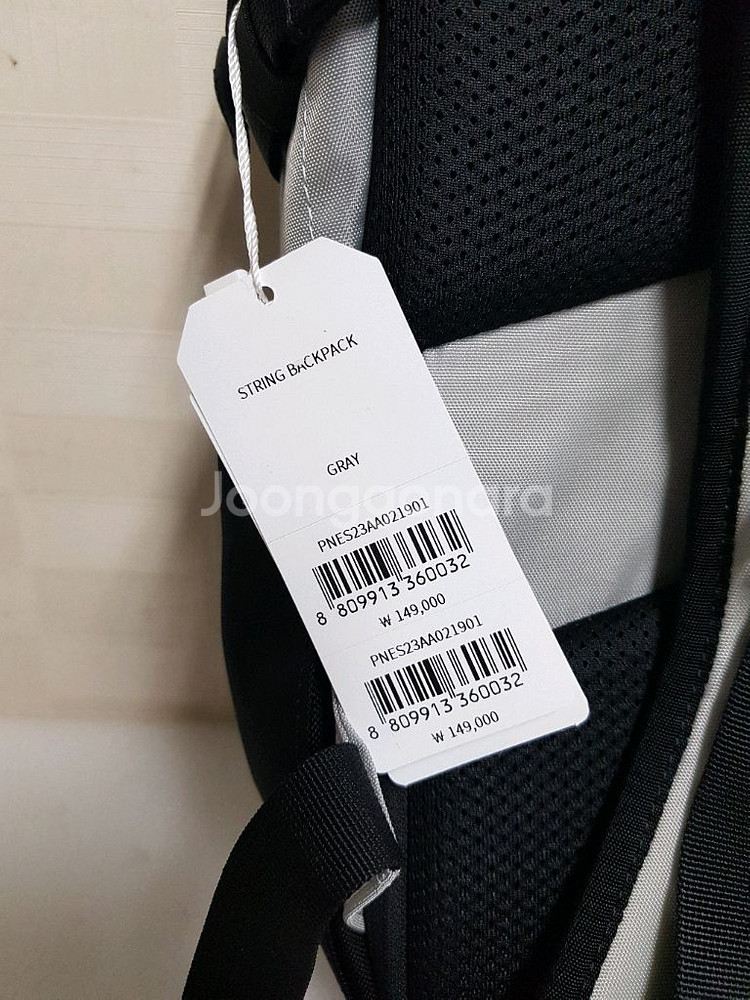 STRING BACKPACK
GRAY
Joonggonara
PNES23AA021901
8 809913 360032
₩ 149,000
PNES23AA021901
8 809913 360032
₩ 149,000